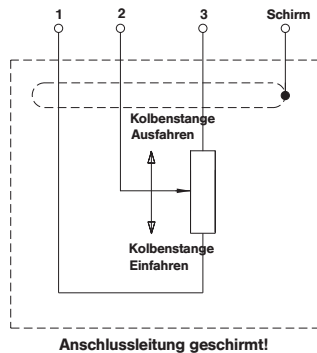 1 2 3 Schirm
Kolbenstange
Ausfahren
Kolbenstange
Einfahren
Anschlussleitung geschirmt!